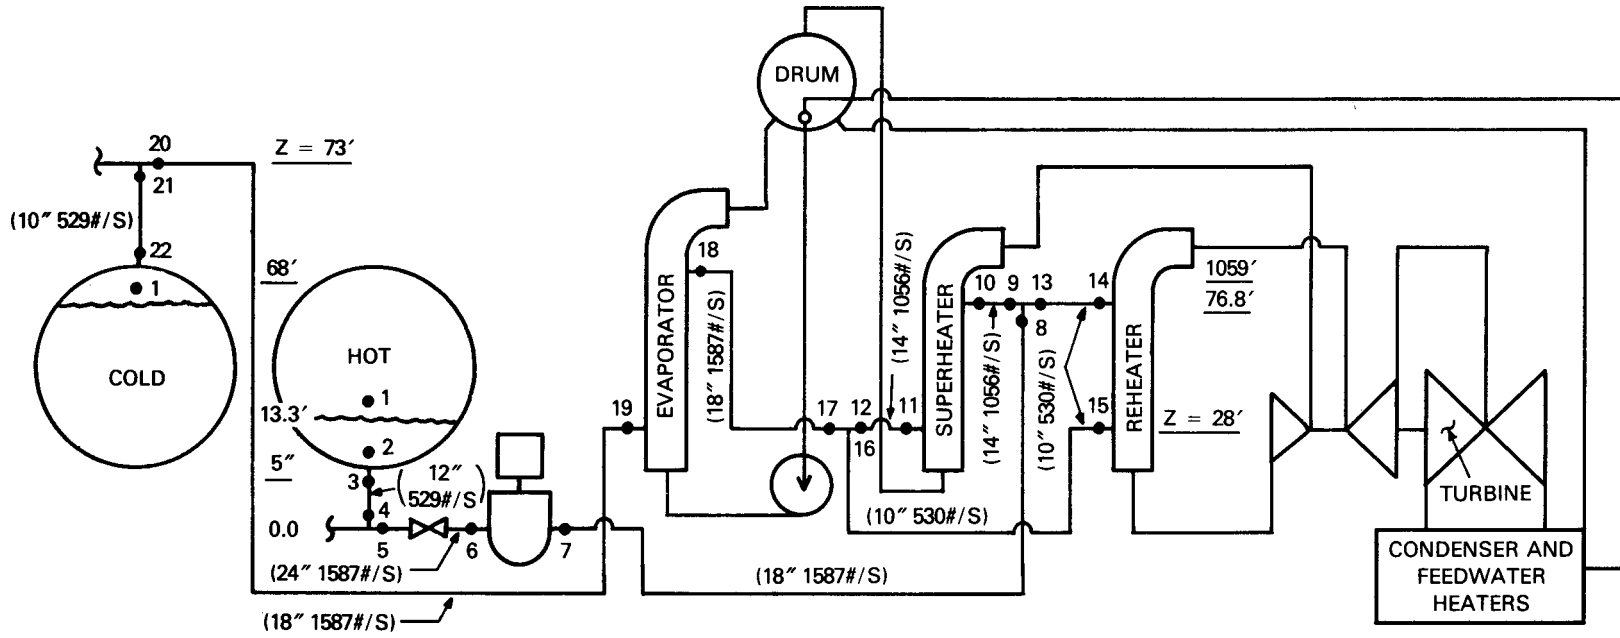 DRUM
20
Z = 73′
21
(10″ 529#/S)
22
68′
1
COLD
HOT
1
13.3′
2
5″
3
12″
529#/S
4
0.0
5
6
7
(24″ 1587#/S)
(18″ 1587#/S)
(18″ 1587#/S)
EVAPORATOR
18
19
(18″ 1587#/S)
17
12
16
11
(14″ 1056#/S)
SUPERHEATER
10
9
13
8
14
(14″ 1056#/S)
(10″ 530#/S)
15
(10″ 530#/S)
REHEATER
1059′
76.8′
Z = 28′
TURBINE
CONDENSER AND
FEEDWATER
HEATERS